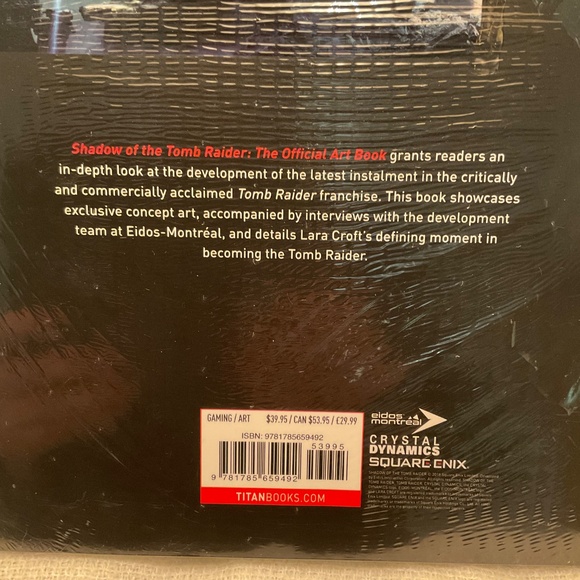 Shadow of the Tomb Raider: The Official Art Book grants readers an
in-depth look at the development of the latest instalment in the critically
and commercially acclaimed Tomb Raider franchise. This book showcases
exclusive concept art, accompanied by interviews with the development
team at Eidos-Montréal, and details Lara Croft's defining moment in
becoming the Tomb Raider.
GAMING / ART $39.95 / CAN $53.95 / £29.99
ISBN: 9781785659492
53995
9 781785 659492
TITANBOOKS.COM
eidos
montréal
CRYSTAL
DYNAMICS
SQUARE ENIX